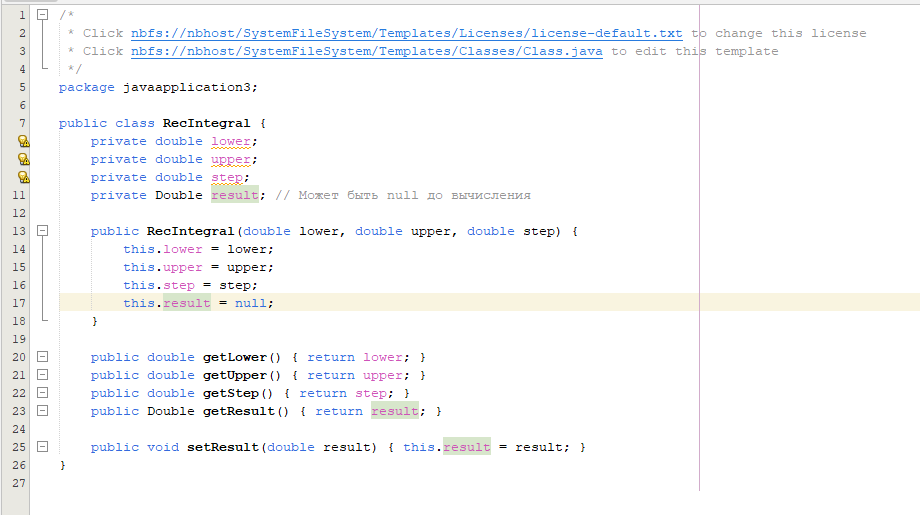 1 /*
2 * Click nbfs://nbhost/SystemFileSystem/Templates/Licenses/license-default.txt to change this license
3 * Click nbfs://nbhost/SystemFileSystem/Templates/Classes/Class.java to edit this template
4 */
5 package javaapplication3;
6
7 public class RecIntegral {
private double lower;
private double upper;
private double step;
11 private Double result; // Может быть null до вычисления
12
13 public RecIntegral(double lower, double upper, double step) {
14 this.lower = lower;
15 this.upper = upper;
16 this.step = step;
17 this.result = null;
18 }
19
20 public double getLower() { return lower; }
21 public double getUpper() { return upper; }
22 public double getStep() { return step; }
23 public Double getResult() { return result; }
24
25 public void setResult(double result) { this.result = result; }
26 }
27